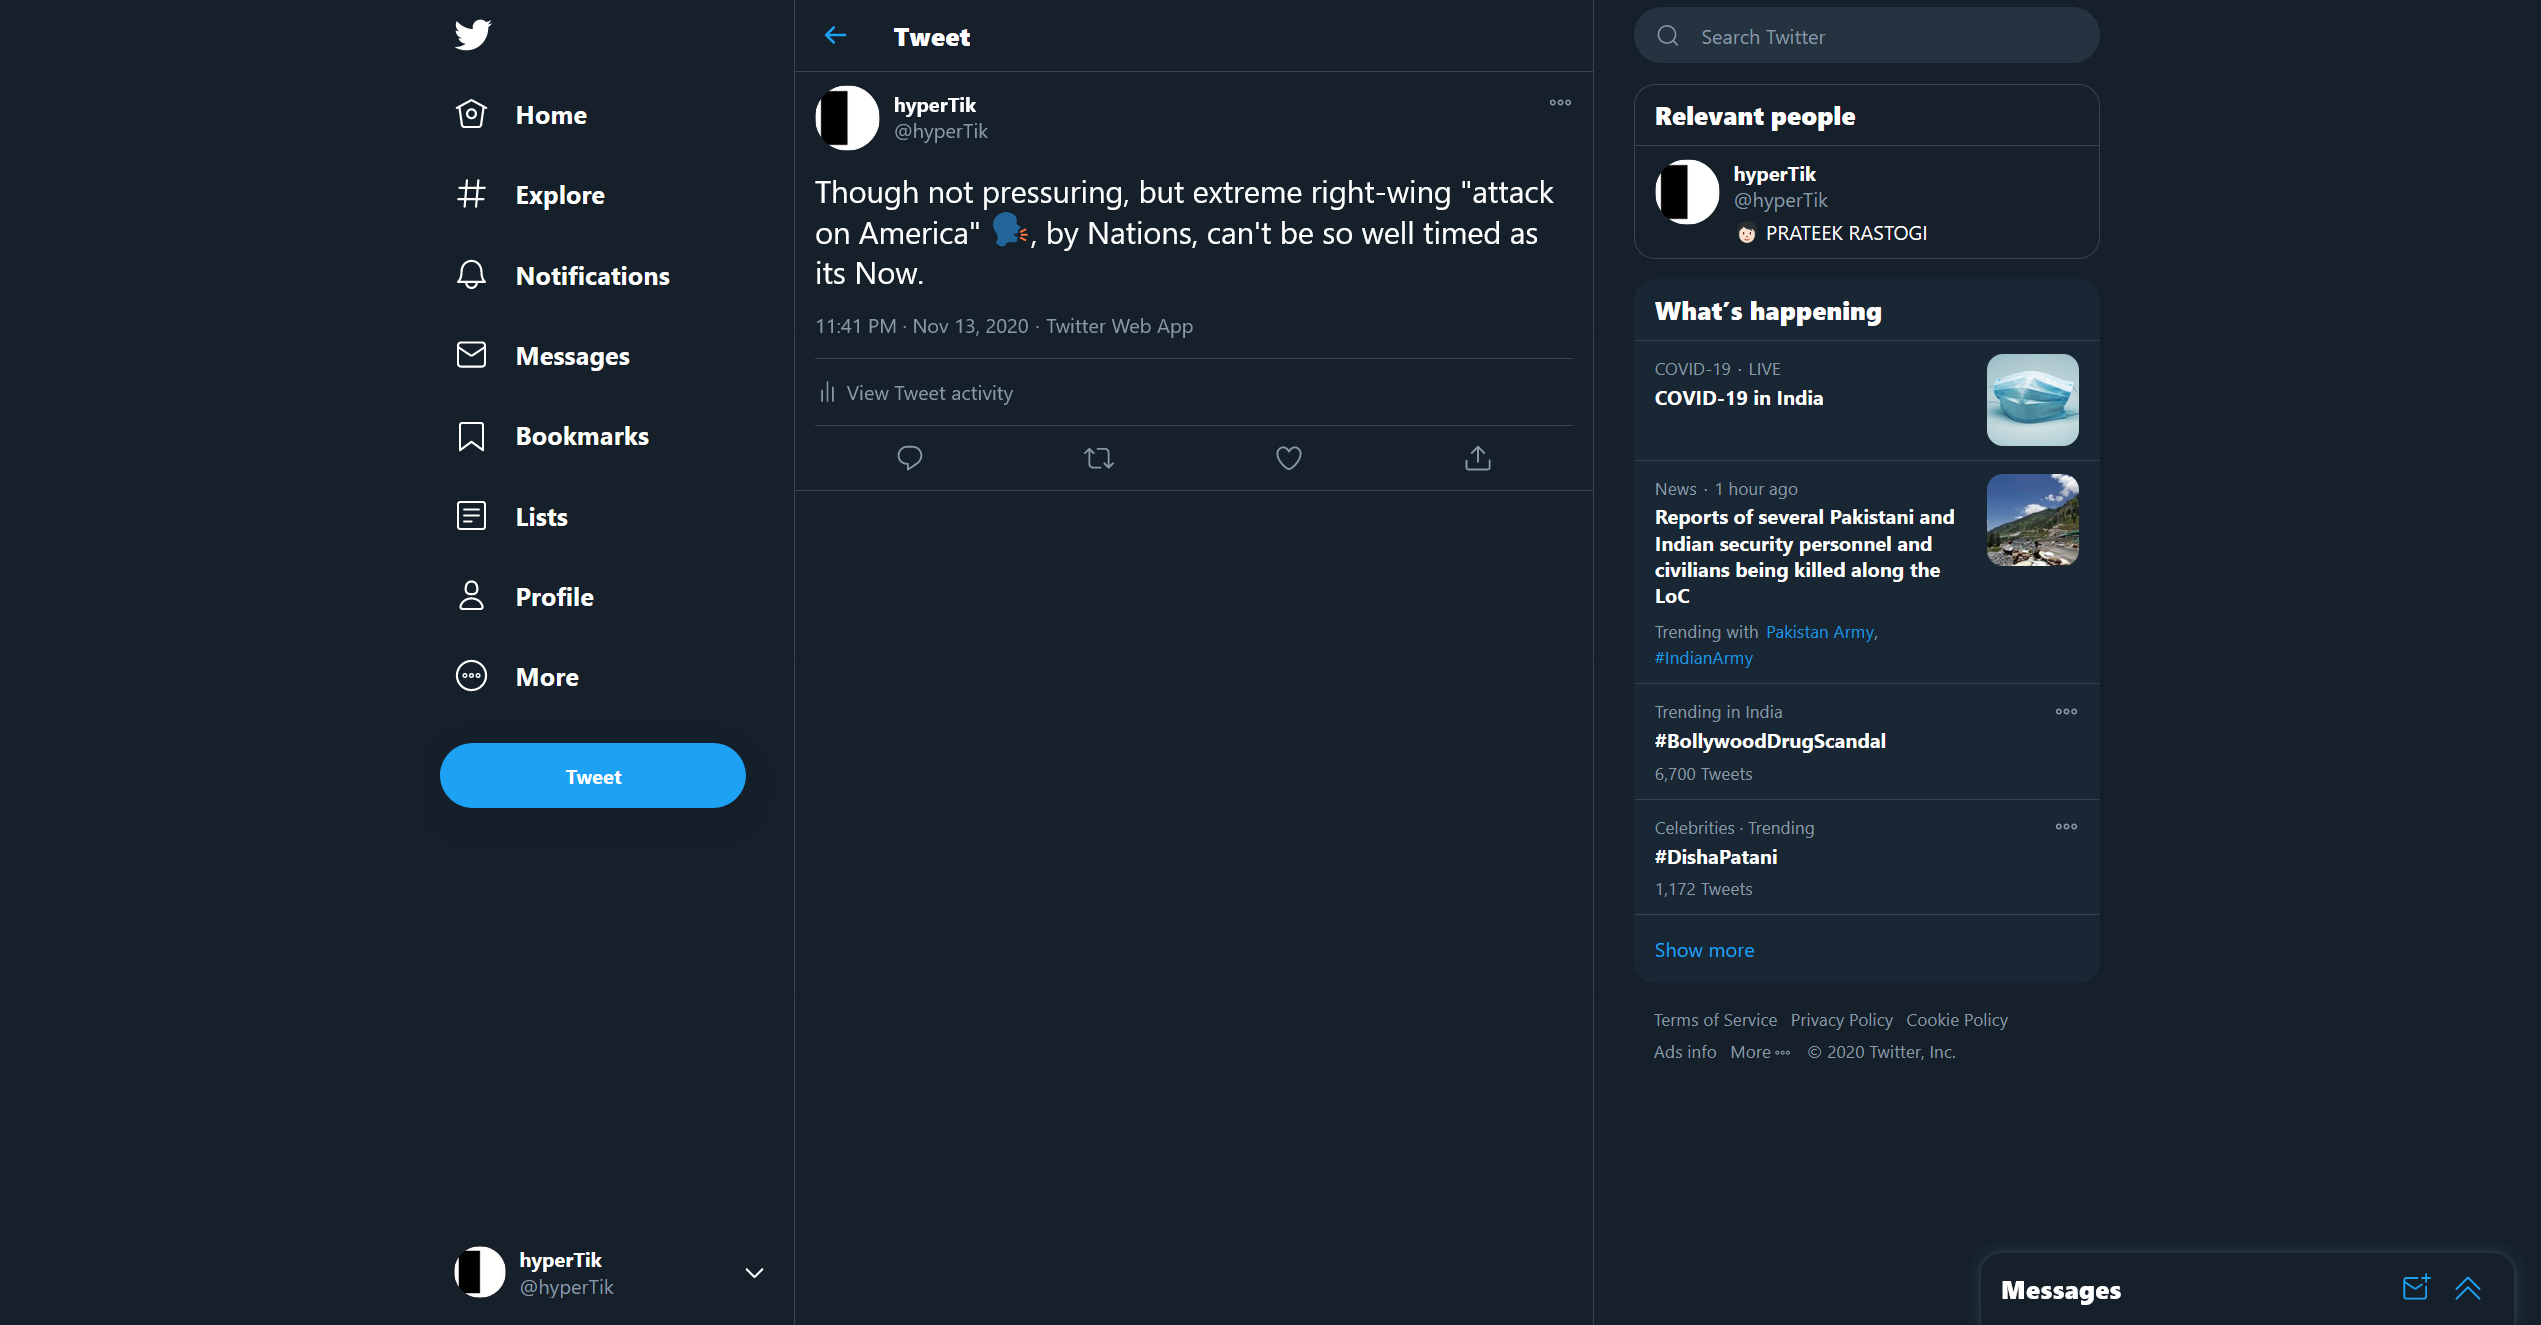 Home
Explore
Notifications
Messages
Bookmarks
Lists
Profile
More
Tweet
hyperTik
@hyperTik
Tweet
hyperTik
@hyperTik
Though not pressuring, but extreme right-wing "attack
on America" 🗣, by Nations, can't be so well timed as
its Now.
11:41 PM · Nov 13, 2020 · Twitter Web App
View Tweet activity
Search Twitter
Relevant people
hyperTik
@hyperTik
PRATEEK RASTOGI
What's happening
COVID-19 · LIVE
COVID-19 in India
News · 1 hour ago
Reports of several Pakistani and
Indian security personnel and
civilians being killed along the
LoC
Trending with Pakistan Army,
#IndianArmy
Trending in India
#BollywoodDrugScandal
6,700 Tweets
Celebrities · Trending
#DishaPatani
1,172 Tweets
Show more
Terms of Service Privacy Policy Cookie Policy
Ads info More © 2020 Twitter, Inc.
Messages